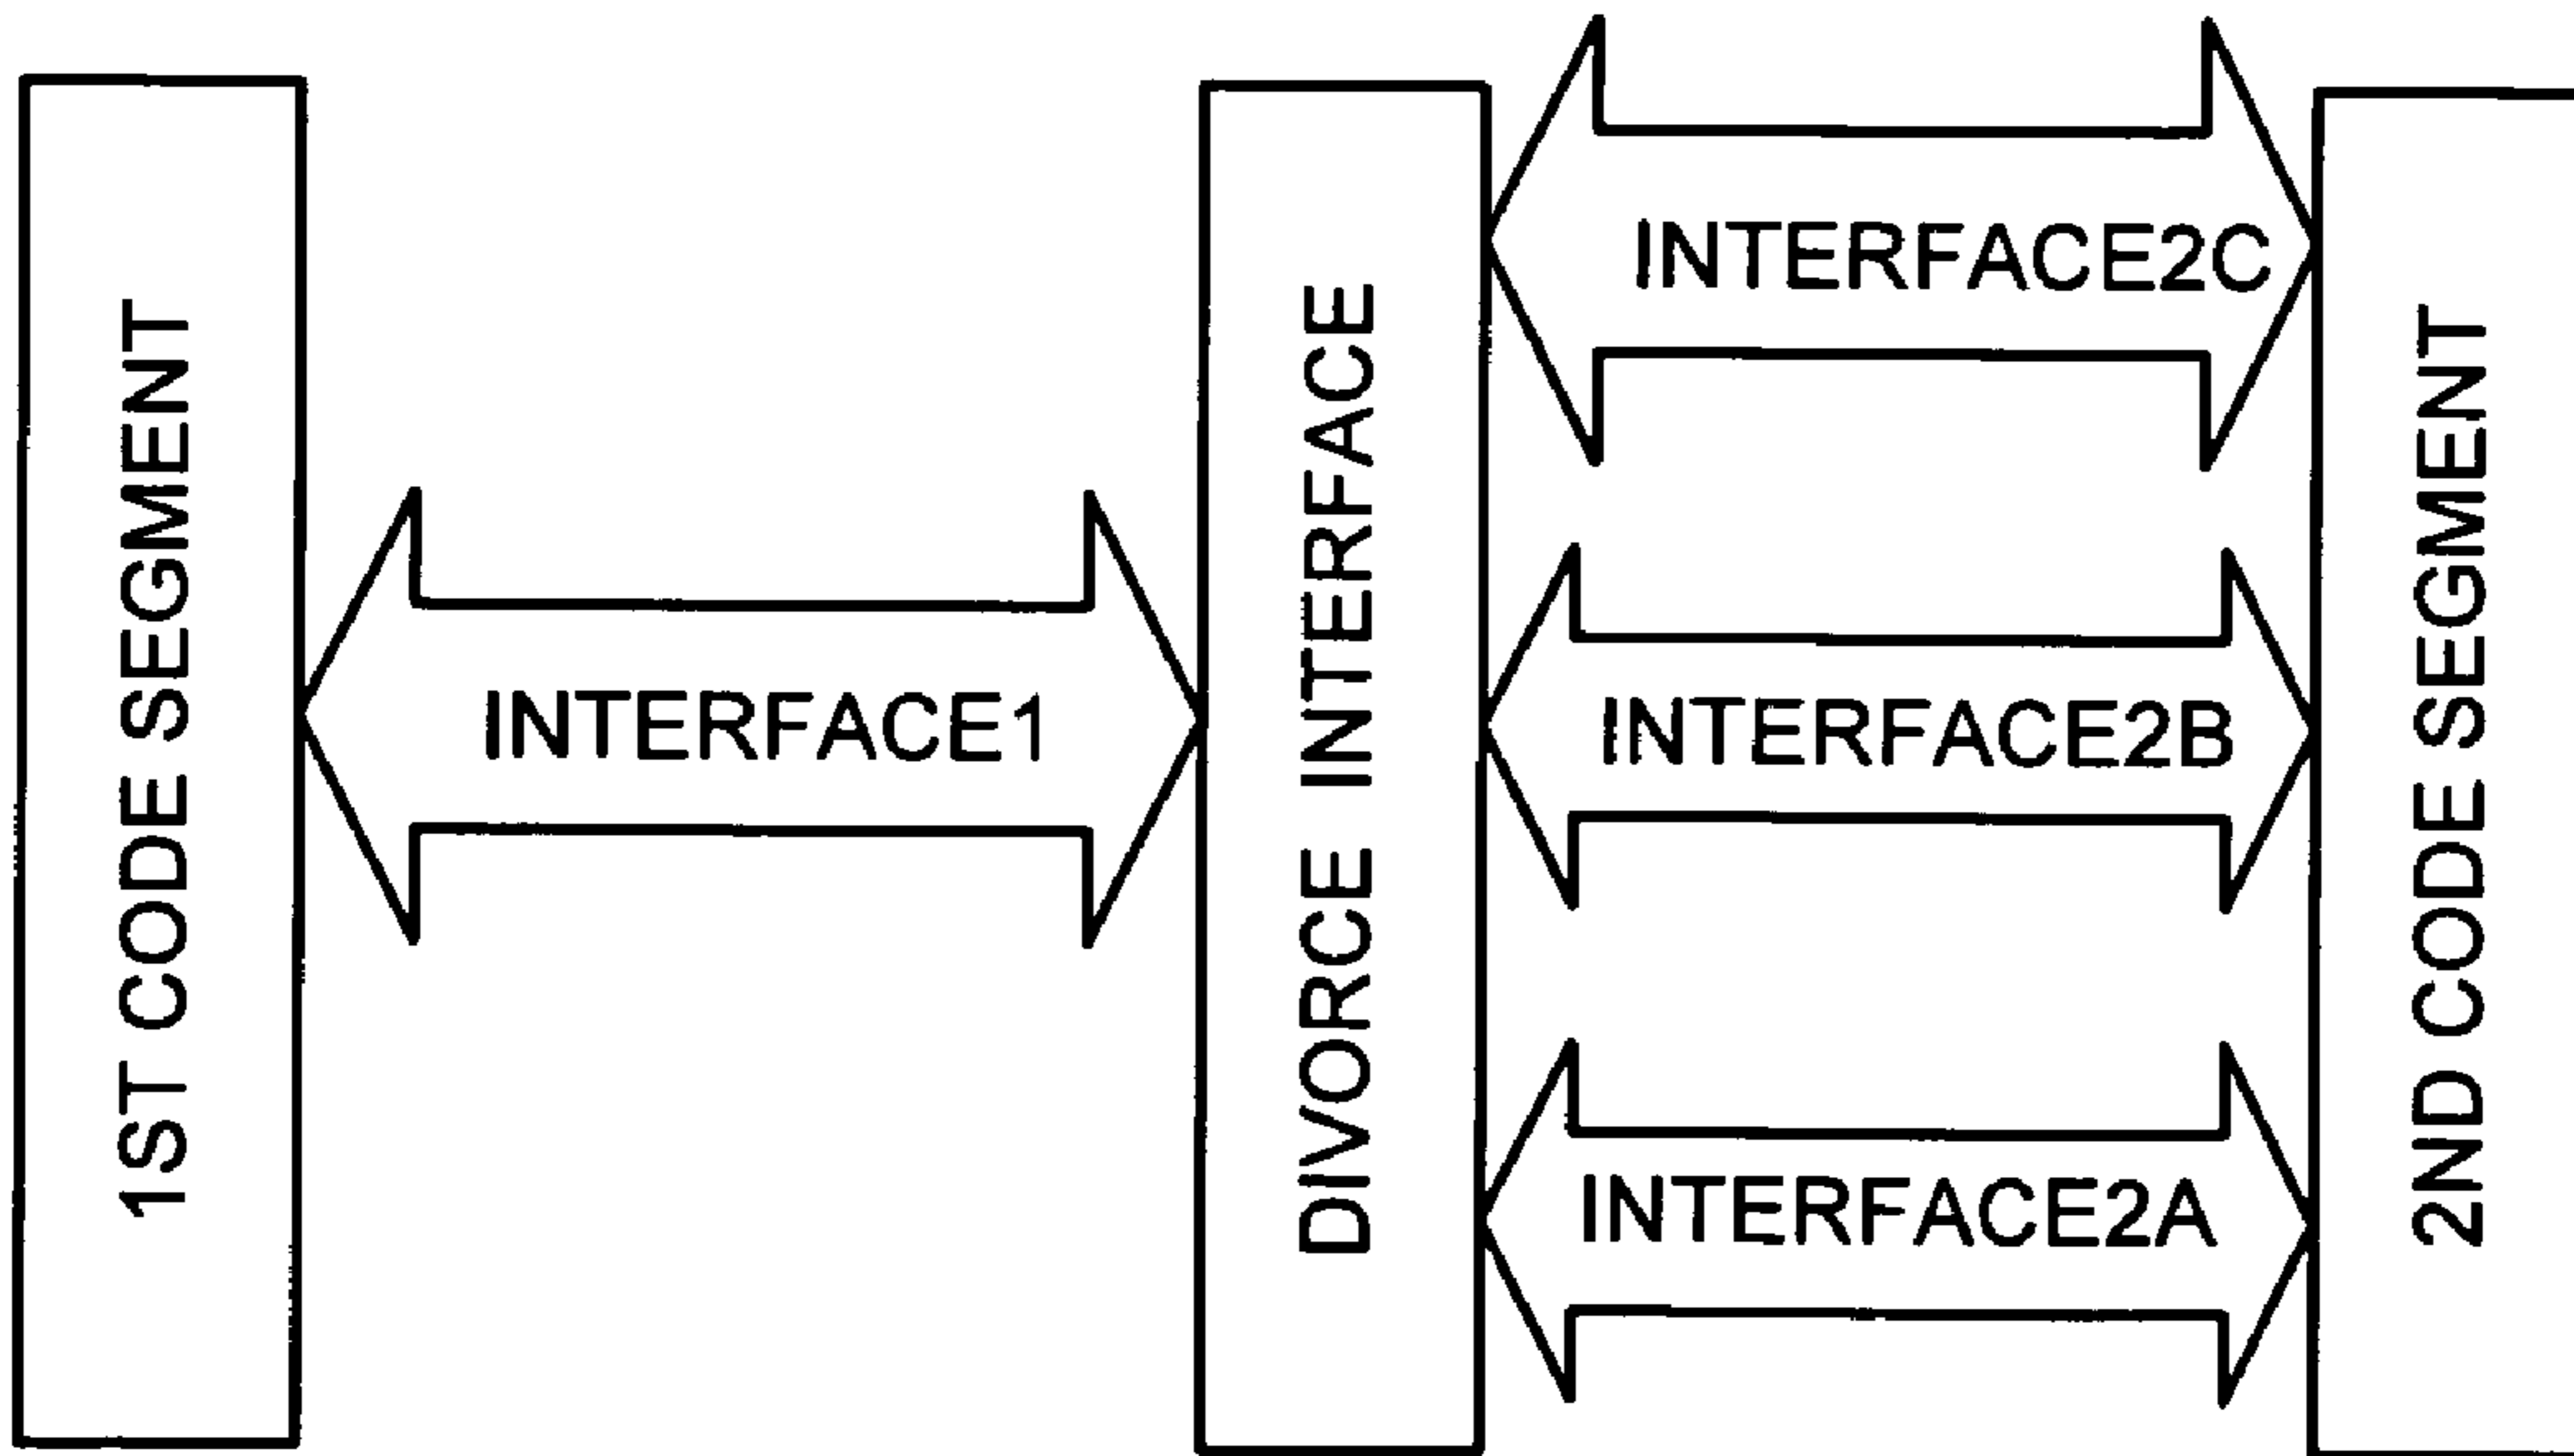 1ST CODE SEGMENT
INTERFACE1
DIVORCE INTERFACE
INTERFACE2C
INTERFACE2B
INTERFACE2A
2ND CODE SEGMENT